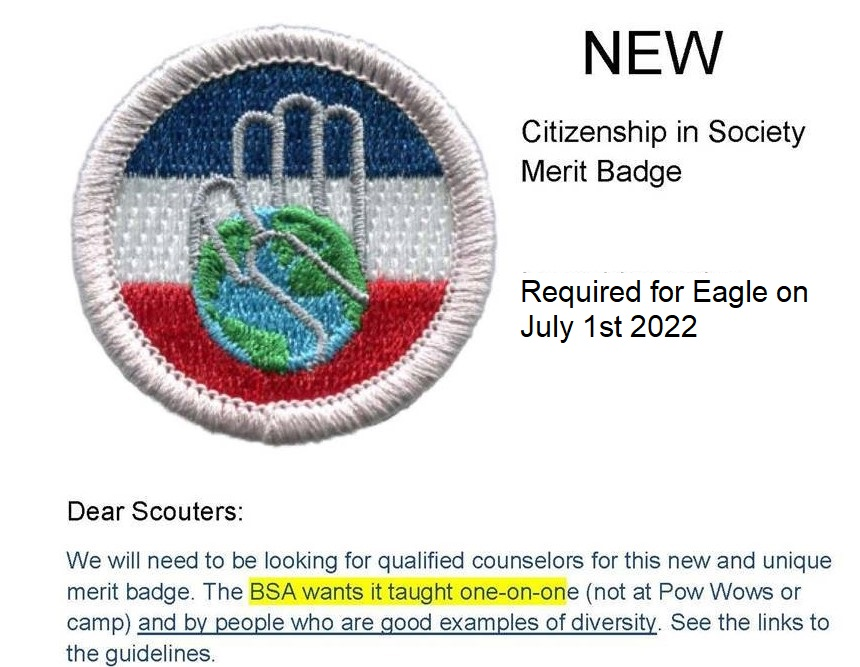 NEW
Citizenship in Society
Merit Badge
Required for Eagle on
July 1st 2022
Dear Scouters:
We will need to be looking for qualified counselors for this new and unique
merit badge. The BSA wants it taught one-on-one (not at Pow Wows or
camp) and by people who are good examples of diversity. See the links to
the guidelines.